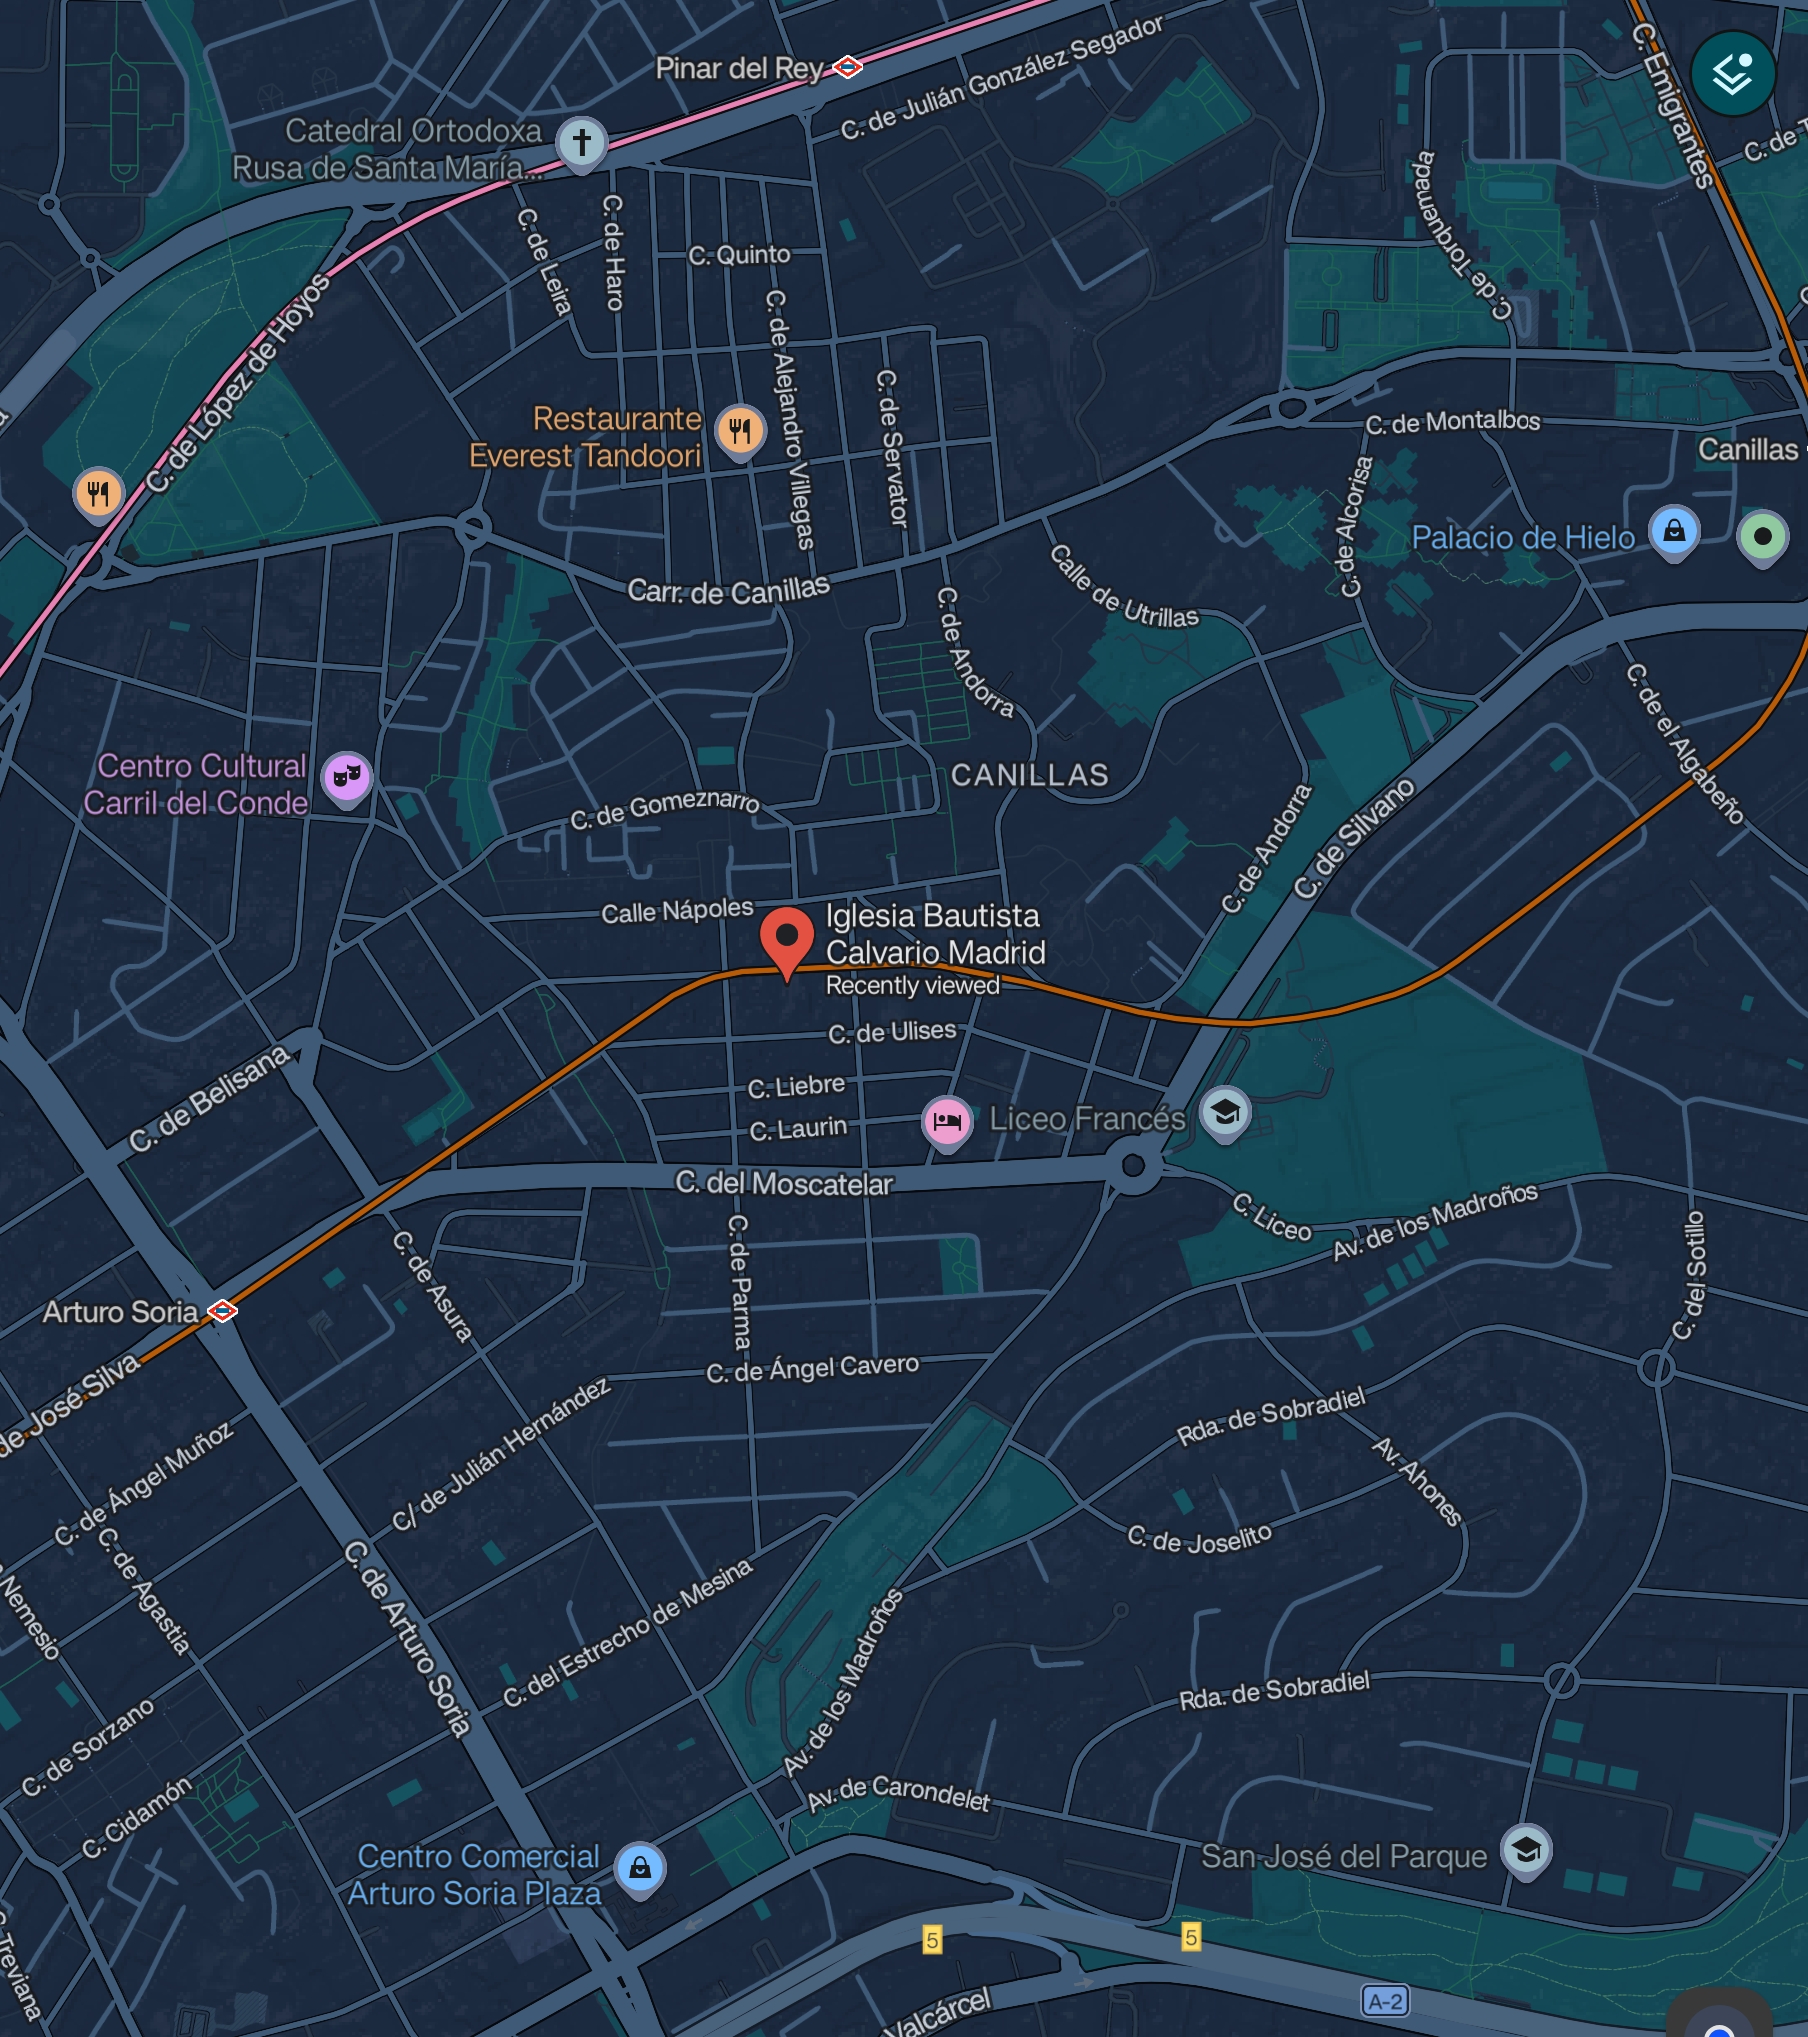 Pinar del Rey
C. de Julián González Segador
C. Emigrantes
Catedral Ortodoxa
Rusa de Santa María...
C. de Torquemada
C. de Leira
C. de Haro
C. Quinto
C. de López de Hoyos
C. de Alejandro Villegas
C. de Servator
Restaurante
Everest Tandoori
C. de Montalbos
Canillas
C. de Alcorisa
Palacio de Hielo
Carr. de Canillas
Calle de Utrillas
C. de Andorra
C. de el Algabeño
Centro Cultural
Carril del Conde
CANILLAS
C. de Gomeznarro
C. de Andorra
C. de Silvano
Calle Nápoles
Iglesia Bautista
Calvario Madrid
Recently viewed
C. de Ulises
C. de Belisana
C. Liebre
C. Laurin
Liceo Francés
C. del Moscatelar
C. Liceo
Av. de los Madroños
C. del Sotillo
C. de Asura
C. de Parma
Arturo Soria
de José Silva
C. de Ángel Cavero
C/ de Julián Hernández
Rda. de Sobradiel
Av. Ahones
C. de Ángel Muñoz
C. de Agastia
Nemesio
C. de Joselito
C. de Arturo Soria
C. del Estrecho de Mesina
Av. de los Madroños
Rda. de Sobradiel
C. de Sorzano
C. Cidamón
Av. de Carondelet
Centro Comercial
Arturo Soria Plaza
San José del Parque
C. Treviana
5
5
A-2
Valcárcel